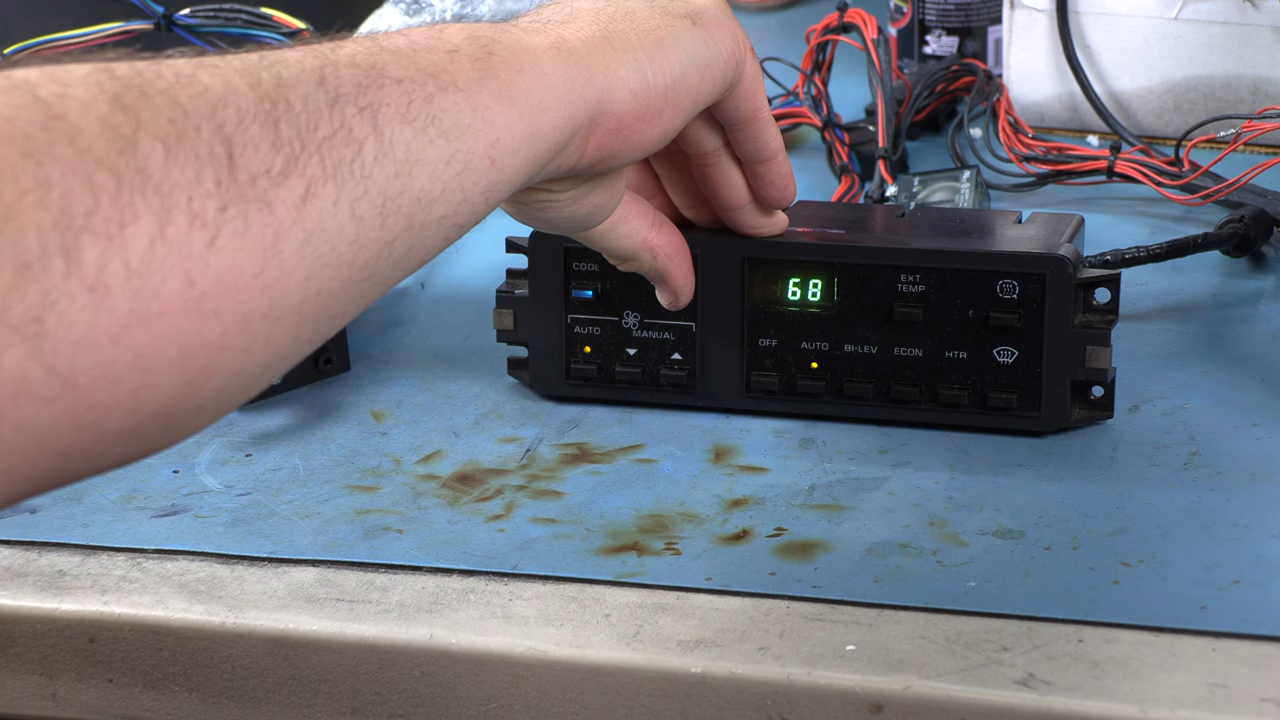 COOL
AUTO
MANUAL
68
EXT
TEMP
OFF
AUTO
BI-LEV
ECON
HTR